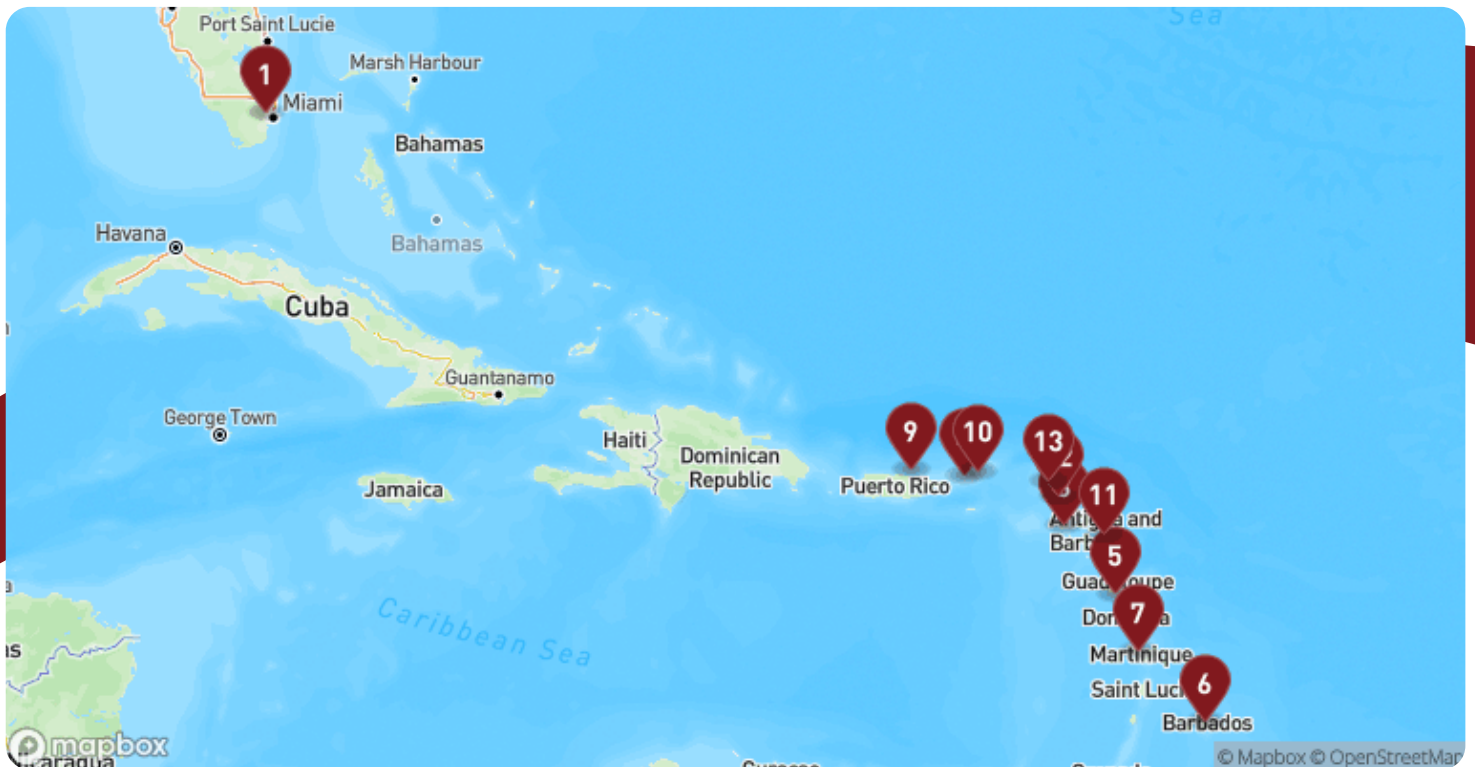 Sea
Port Saint Lucie
1
Marsh Harbour
Miami
Bahamas
Havana
Bahamas
Cuba
Guantanamo
George Town
Haiti
Dominican
Republic
Jamaica
Puerto Rico
9
10
13
11
5
7
6
Martinique
Barbados
Caribbean Sea
mapbox
© Mapbox © OpenStreetMap